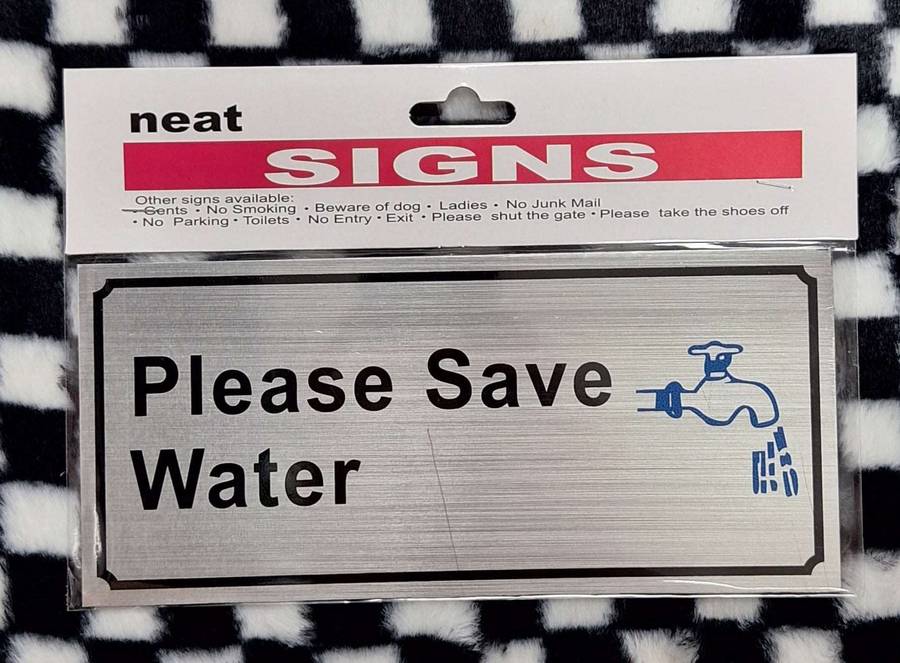 neat
SIGNS
Other signs available:
• Gents • No Smoking • Beware of dog • Ladies • No Junk Mail
• No Parking • Toilets • No Entry • Exit • Please shut the gate • Please take the shoes off
Please Save
Water